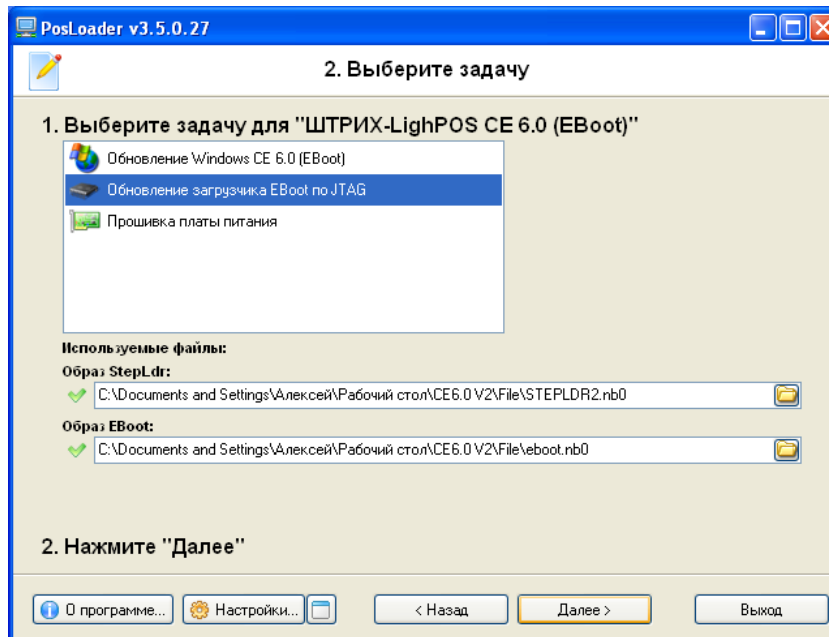 PosLoader v3.5.0.27
2. Выберите задачу
1. Выберите задачу для "ШТРИХ-LighPOS CE 6.0 (EBoot)"
Обновление Windows CE 6.0 (EBoot)
Обновление загрузчика EBoot по JTAG
Прошивка платы питания
Используемые файлы:
Образ StepLdr:
C:\Documents and Settings\Алексей\Рабочий стол\CE6.0 V2\File\STEPLDR2.nb0
Образ EBoot:
C:\Documents and Settings\Алексей\Рабочий стол\CE6.0 V2\File\eboot.nb0
2. Нажмите "Далее"
О программе... Настройки... < Назад Далее > Выход